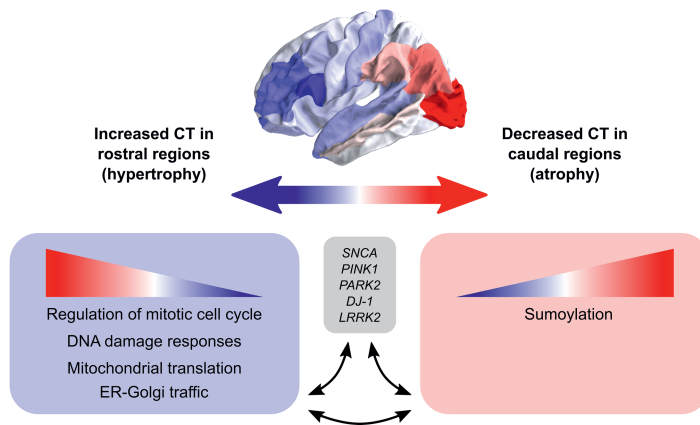 Increased CT in
rostral regions
(hypertrophy)
Decreased CT in
caudal regions
(atrophy)
Regulation of mitotic cell cycle
DNA damage responses
Mitochondrial translation
ER-Golgi traffic
SNCA
PINK1
PARK2
DJ-1
LRRK2
Sumoylation